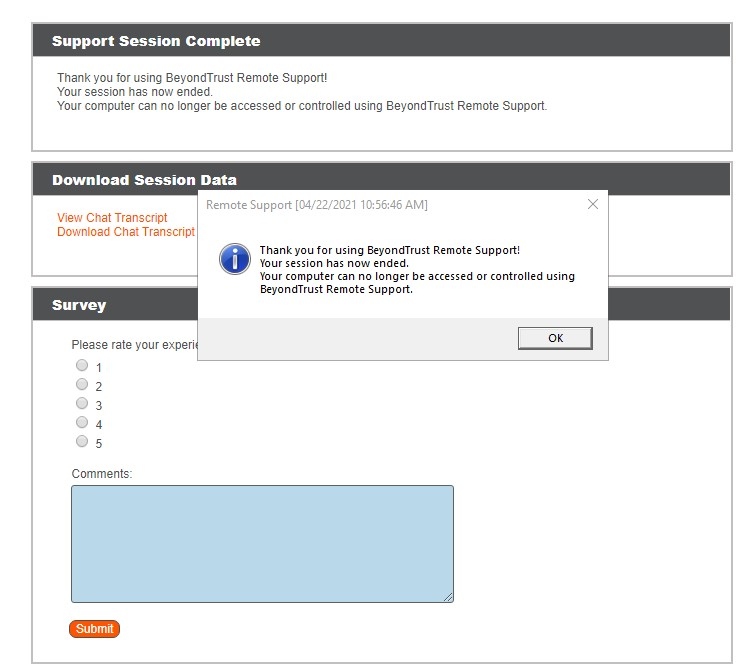 Support Session Complete
Thank you for using BeyondTrust Remote Support!
Your session has now ended.
Your computer can no longer be accessed or controlled using BeyondTrust Remote Support.
Download Session Data
View Chat Transcript
Download Chat Transcript
Remote Support [04/22/2021 10:56:46 AM]
Thank you for using BeyondTrust Remote Support!
Your session has now ended.
Your computer can no longer be accessed or controlled using
BeyondTrust Remote Support.
OK
Survey
Please rate your
1
2
3
4
5
Comments:
Submit